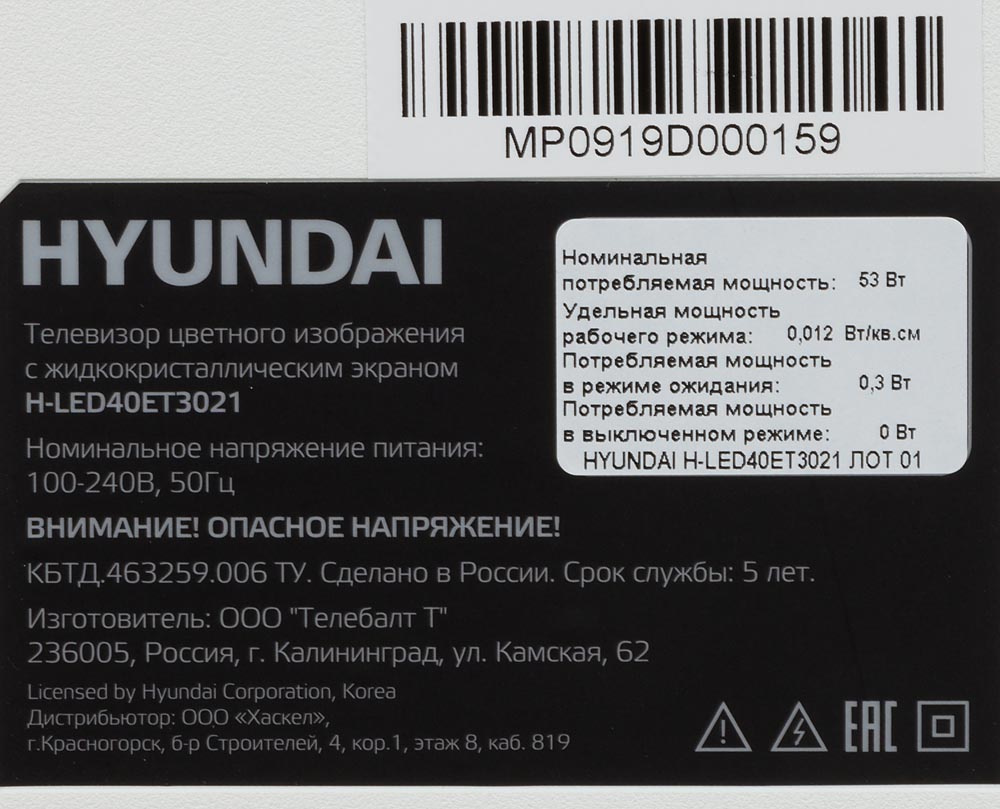 MP0919D000159
HYUNDAI
Телевизор цветного изображения
с жидкокристаллическим экраном
H-LED40ET3021
Номинальное напряжение питания:
100-240В, 50Гц
Номинальная
потребляемая мощность: 53 Вт
Удельная мощность
рабочего режима: 0,012 Вт/кв.см
Потребляемая мощность
в режиме ожидания: 0,3 Вт
Потребляемая мощность
в выключенном режиме: 0 Вт
HYUNDAI H-LED40ET3021 ЛОТ 01
ВНИМАНИЕ! ОПАСНОЕ НАПРЯЖЕНИЕ!
КБТД.463259.006 ТУ. Сделано в России. Срок службы: 5 лет.
Изготовитель: ООО "Телебалт Т"
236005, Россия, г. Калининград, ул. Камская, 62
Licensed by Hyundai Corporation, Korea
Дистрибьютор: ООО «Хаскел»,
г.Красногорск, б-р Строителей, 4, кор.1, этаж 8, каб. 819
EAC